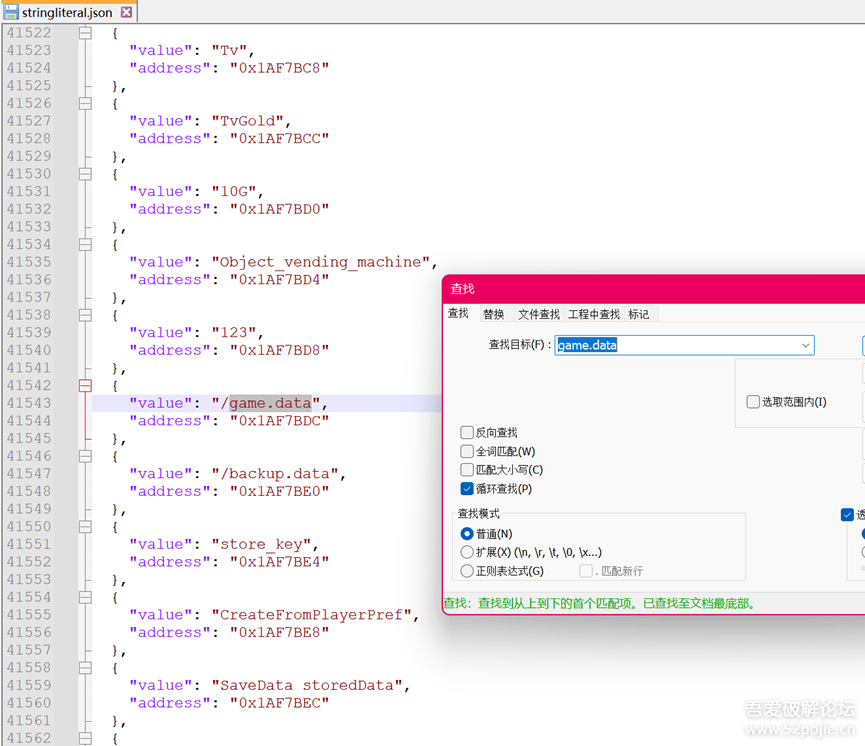 stringliteral.json
41522 {
41523 "value": "Tv",
41524 "address": "0x1AF7BC8"
41525 },
41526 {
41527 "value": "TvGold",
41528 "address": "0x1AF7BCC"
41529 },
41530 {
41531 "value": "10G",
41532 "address": "0x1AF7BD0"
41533 },
41534 {
41535 "value": "Object_vending_machine",
41536 "address": "0x1AF7BD4"
41537 },
41538 {
41539 "value": "123",
41540 "address": "0x1AF7BD8"
41541 },
41542 {
41543 "value": "/game.data",
41544 "address": "0x1AF7BDC"
41545 },
41546 {
41547 "value": "/backup.data",
41548 "address": "0x1AF7BE0"
41549 },
41550 {
41551 "value": "store_key",
41552 "address": "0x1AF7BE4"
41553 },
41554 {
41555 "value": "CreateFromPlayerPref",
41556 "address": "0x1AF7BE8"
41557 },
41558 {
41559 "value": "SaveData storedData",
41560 "address": "0x1AF7BEC"
41561 },
41562 {
查找
查找 替换 文件查找 工程中查找 标记
查找目标(F)： game.data
选取范围内(I)
反向查找
全词匹配(W)
匹配大小写(C)
循环查找(P)
查找模式
普通(N)
扩展(X) (\n, \r, \t, \0, \x...)
正则表达式(G) . 匹配新行
查找：查找到从上到下的首个匹配项。已查找至文档最底部。
吾爱破解论坛
www.52pojie.cn